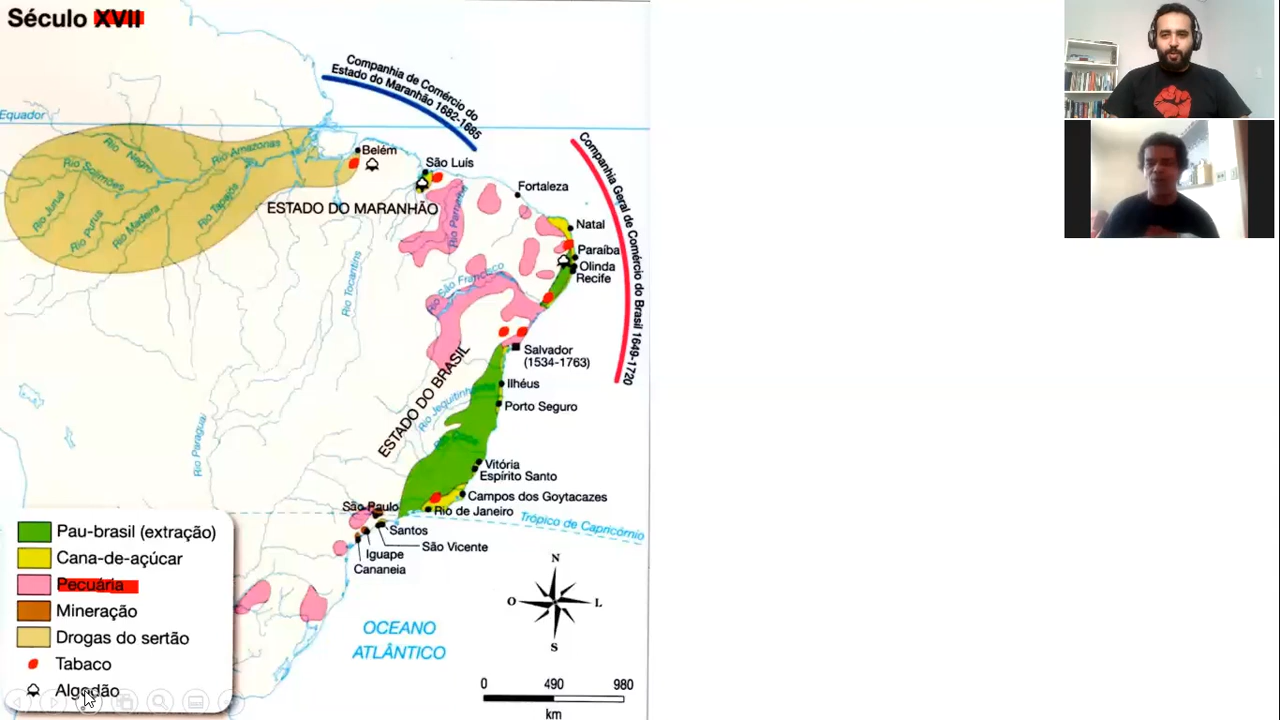 Século XVII
Companhia de Comércio do
Estado do Maranhão 1682-1685
Equador
Companhia Geral de Comércio do Brasil 1649-1720
Belém
São Luís
Fortaleza
Rio Negro
Rio Amazonas
Rio Solimões
Rio Juruá
Rio Purus
Rio Madeira
Rio Tapajós
ESTADO DO MARANHÃO
Rio Parnaíba
Natal
Paraíba
Olinda
Recife
Rio Tocantins
Rio São Francisco
Salvador
(1534-1763)
ESTADO DO BRASIL
Ilhéus
Rio Jequitinhonha
Porto Seguro
Rio Paraguai
Vitória
Espírito Santo
Campos dos Goytacazes
São Paulo
Rio de Janeiro
Trópico de Capricórnio
Santos
São Vicente
Iguape
Cananeia
Pau-brasil (extração)
Cana-de-açúcar
Pecuária
Mineração
Drogas do sertão
Tabaco
Algodão
OCEANO
ATLÂNTICO
N
O
L
S
0 490 980
km